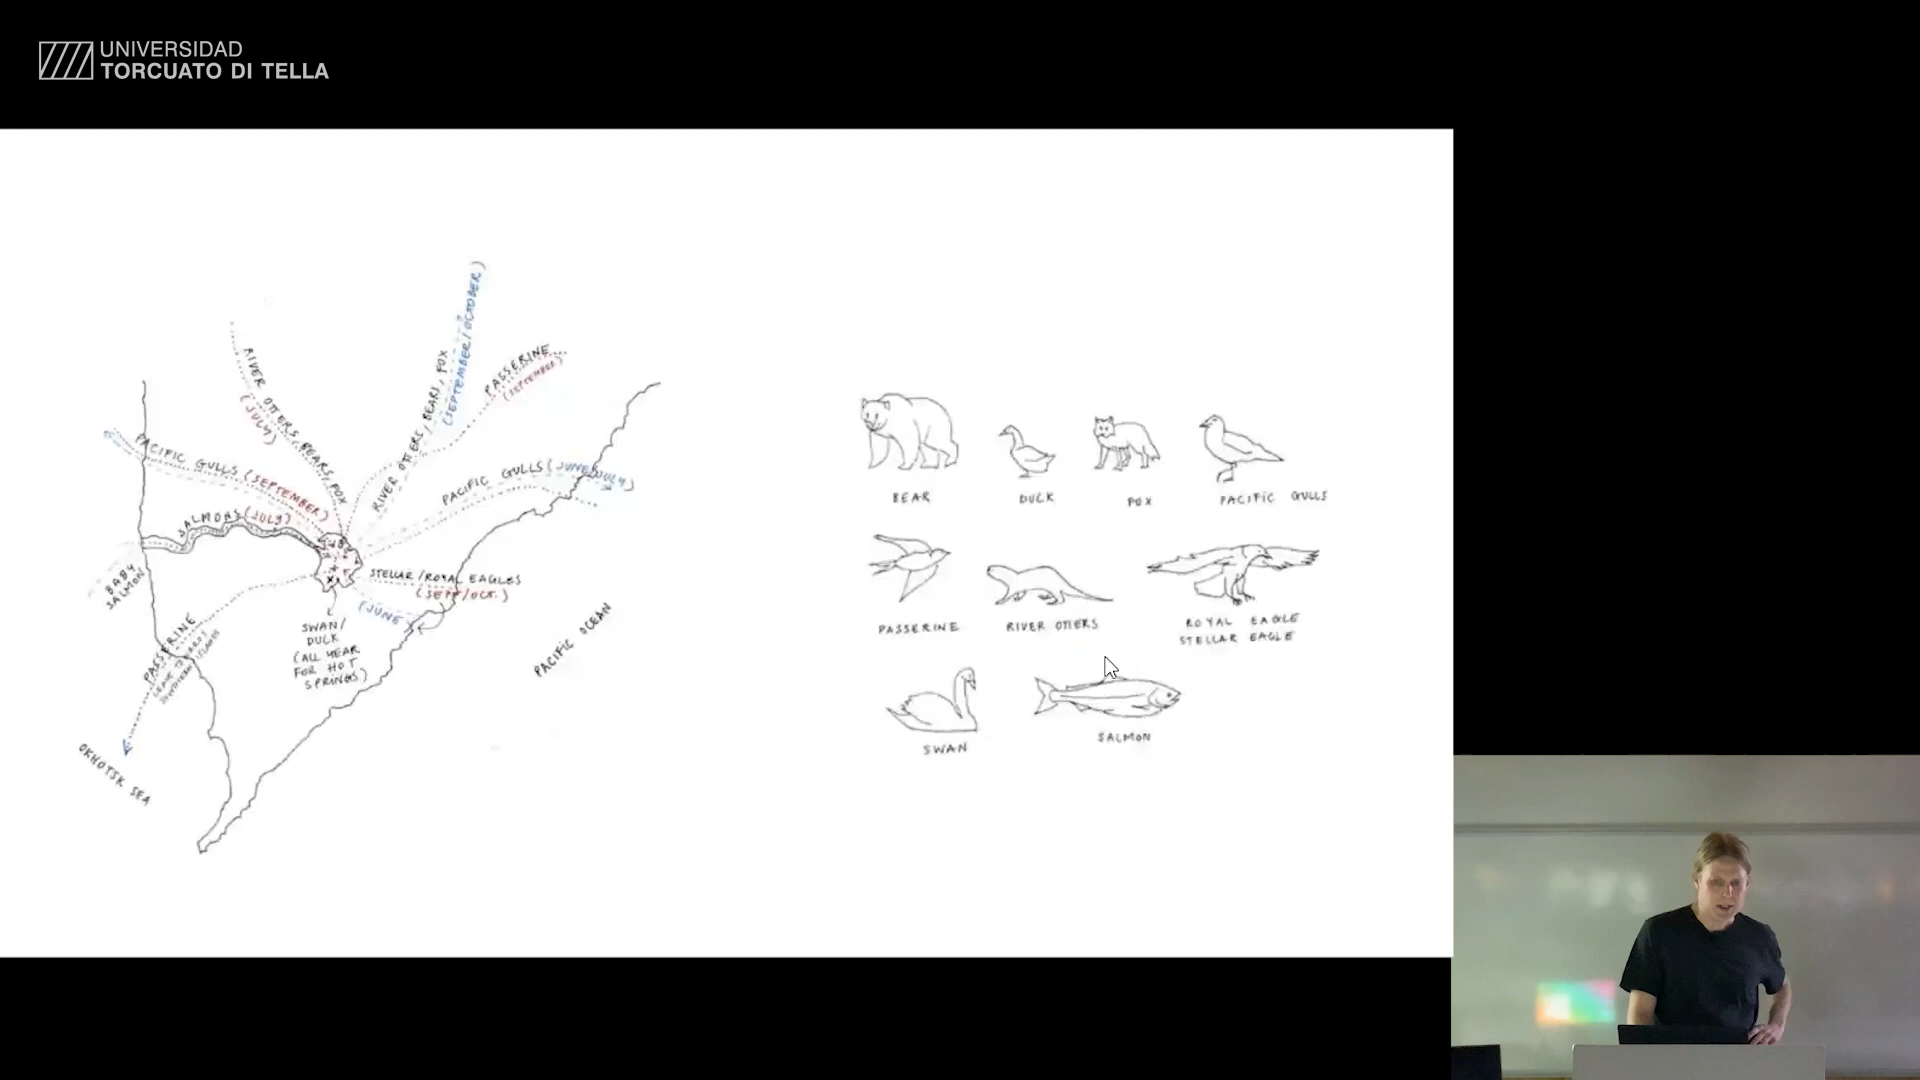 UNIVERSIDAD
TORCUATO DI TELLA
RIVER OTTERS, BEARS, FOX
(JULY)
RIVER OTTERS, BEARS, FOX
(SEPTEMBER/OCTOBER)
PASSERINE
(SEPTEMBER)
PACIFIC GULLS (SEPTEMBER)
PACIFIC GULLS (JUNE/JULY)
SALMONS (JULY)
BABY
SALMON
STELLAR/ROYAL EAGLES
(SEPT/OCT.)
(JUNE)
SWAN/
DUCK
(ALL YEAR
FOR HOT
SPRINGS)
PASSERINE
PACIFIC OCEAN
OKHOTSK SEA
BEAR
DUCK
FOX
PACIFIC GULLS
PASSERINE
RIVER OTTERS
ROYAL EAGLE
STELLAR EAGLE
SWAN
SALMON